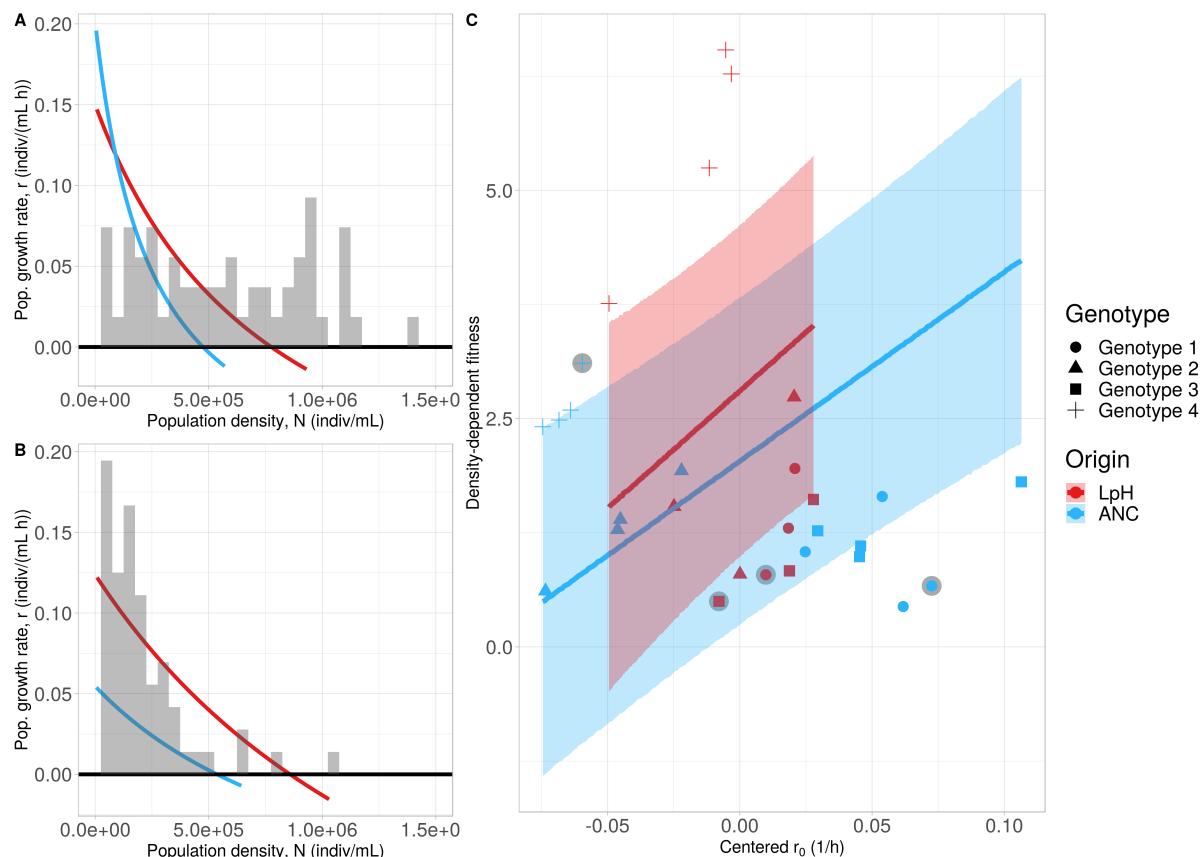 A
0.20
0.15
0.10
0.05
0.00
Pop. growth rate, r (indiv/(mL h))
0.0e+00 5.0e+05 1.0e+06 1.5e+0
Population density, N (indiv/mL)
B
0.20
0.15
0.10
0.05
0.00
Pop. growth rate, r (indiv/(mL h))
0.0e+00 5.0e+05 1.0e+06 1.5e+0
Population density, N (indiv/mL)
C
5.0
2.5
0.0
Density-dependent fitness
-0.05 0.00 0.05 0.10
Centered r₀ (1/h)
Genotype
Genotype 1
Genotype 2
Genotype 3
Genotype 4
Origin
LpH
ANC